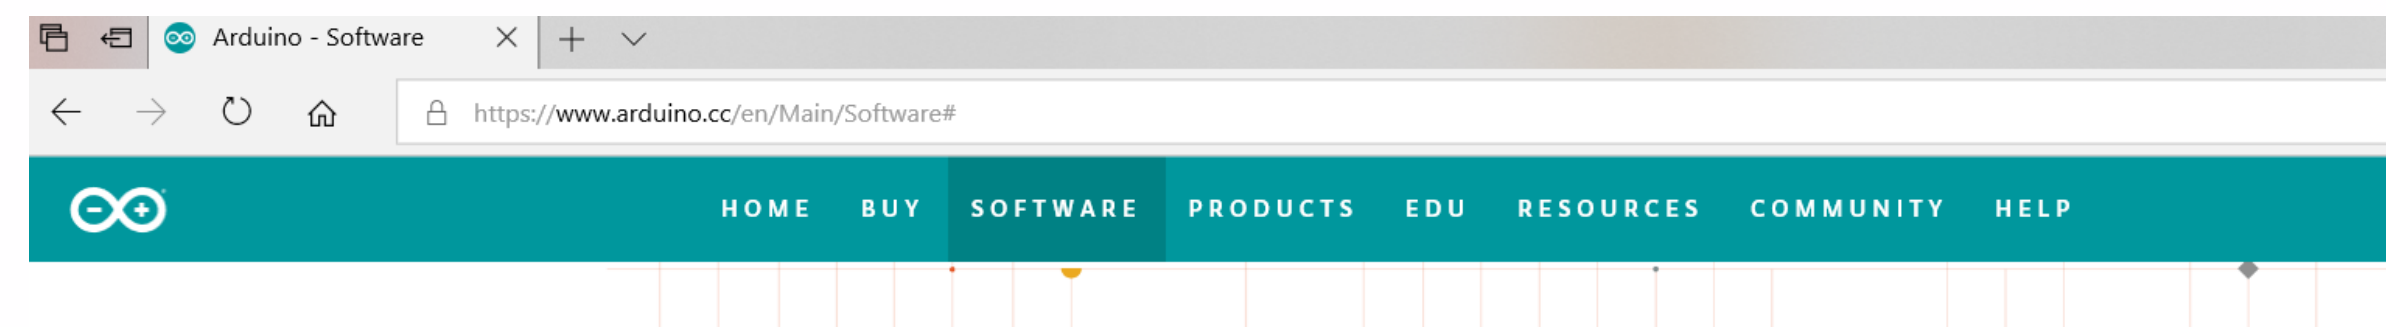 Arduino - Software
https://www.arduino.cc/en/Main/Software#
HOME BUY SOFTWARE PRODUCTS EDU RESOURCES COMMUNITY HELP